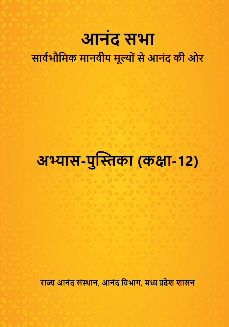 आनंद सभा
सार्वभौमिक मानवीय मूल्यों से आनंद की ओर
अभ्यास-पुस्तिका (कक्षा-12)
राज्य आनंद संस्थान, आनंद विभाग, मध्य प्रदेश शासन